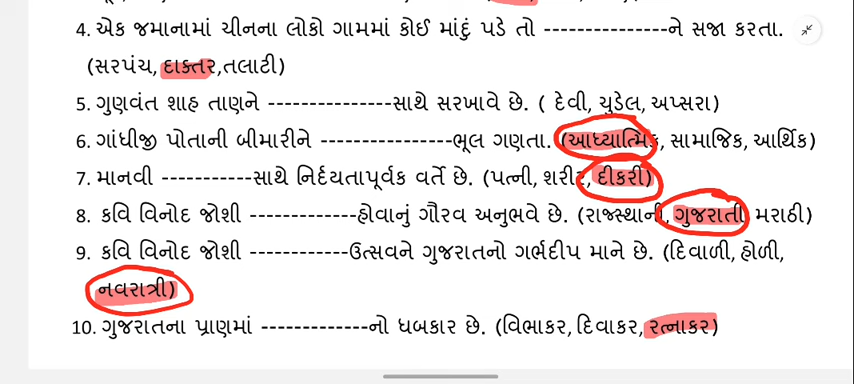 4. એક જમાનામાં ચીનના લોકો ગામમાં કોઈ માંદું પડે તો ---------------ને સજા કરતા.
(સરપંચ, દાક્તર,તલાટી)
5. ગુણવંત શાહ તાણને ---------------સાથે સરખાવે છે. ( દેવી, ચુડેલ, અપ્સરા)
6. ગાંધીજી પોતાની બીમારીને ----------------ભૂલ ગણતા. (આધ્યાત્મિક, સામાજિક, આર્થિક)
7. માનવી -----------સાથે નિર્દયતાપૂર્વક વર્તે છે. (પત્ની, શરીર, દીકરી)
8. કવિ વિનોદ જોશી ------------હોવાનું ગૌરવ અનુભવે છે. (રાજ્સ્થાની, ગુજરાતી, મરાઠી)
9. કવિ વિનોદ જોશી ------------ઉત્સવને ગુજરાતનો ગર્ભદીપ માને છે. (દિવાળી, હોળી,
નવરાત્રી)
10. ગુજરાતના પ્રાણમાં -------------નો ધબકાર છે. (વિભાકર, દિવાકર, રત્નાકર)